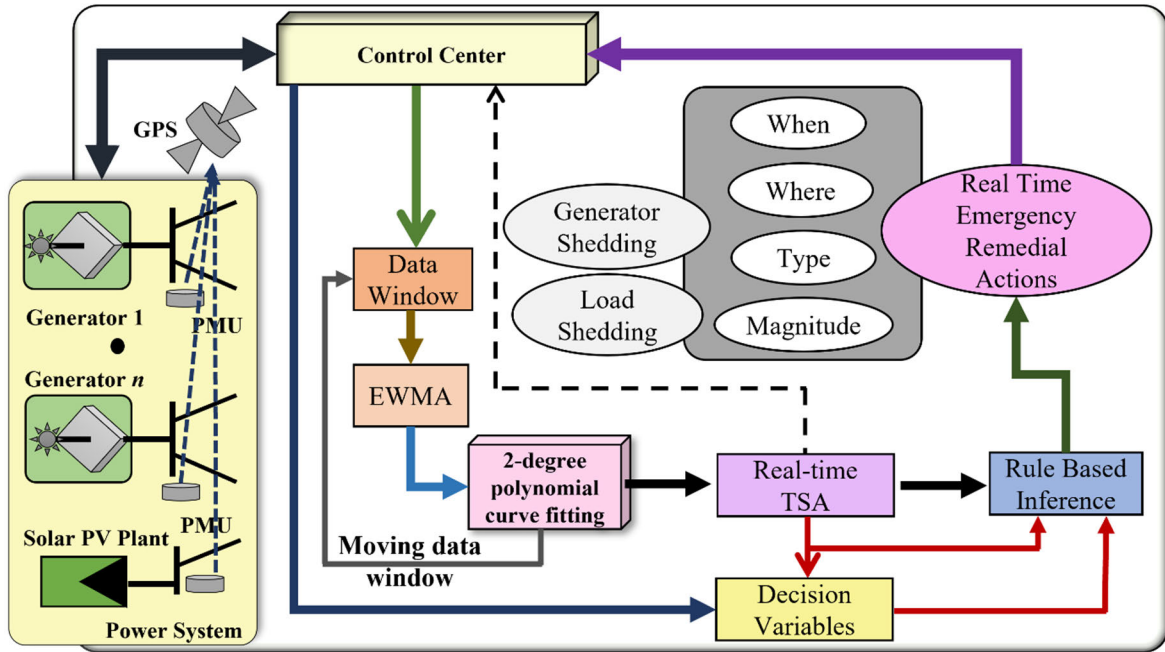 Control Center
GPS
When
Where
Type
Magnitude
Generator
Shedding
Load
Shedding
Real Time
Emergency
Remedial
Actions
Generator 1
PMU
Generator n
PMU
Solar PV Plant
Power System
Data
Window
EWMA
2-degree
polynomial
curve fitting
Moving data
window
Real-time
TSA
Rule Based
Inference
Decision
Variables